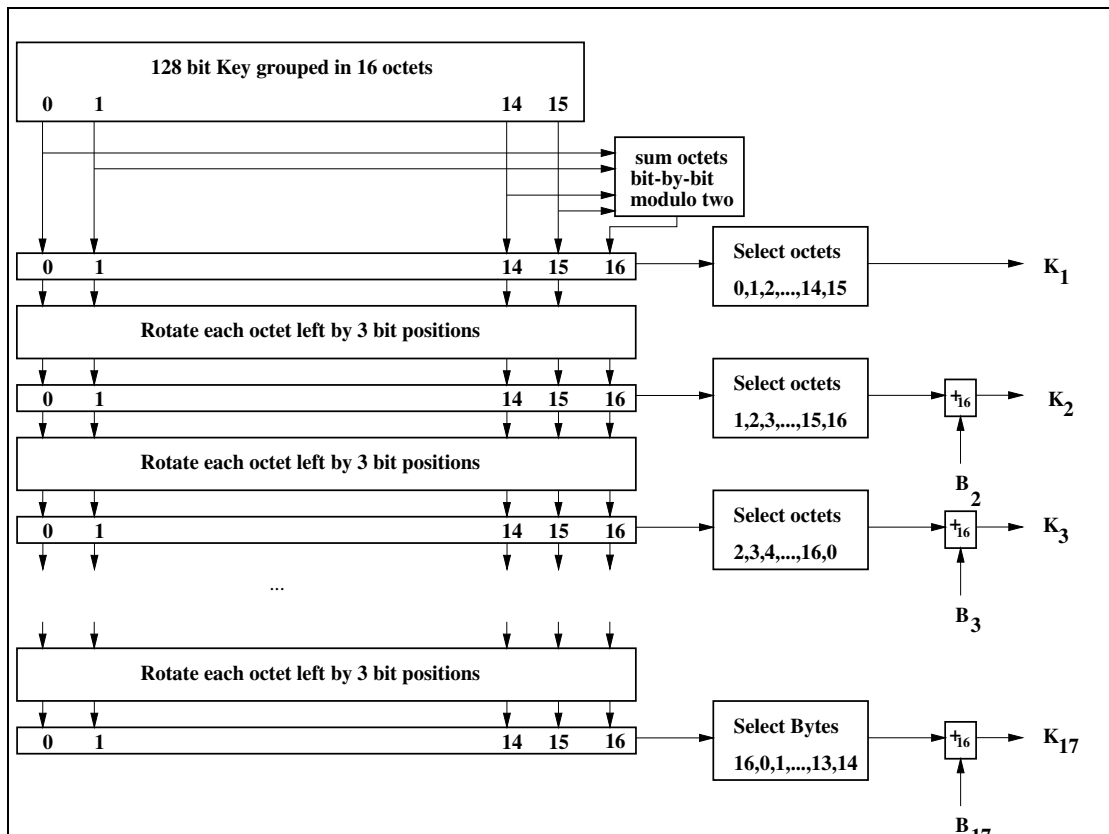 128 bit Key grouped in 16 octets
0 1 14 15
sum octets
bit-by-bit
modulo two
0 1 14 15 16
Select octets
0,1,2,...,14,15
K1
Rotate each octet left by 3 bit positions
0 1 14 15 16
Select octets
1,2,3,...,15,16
+16
K2
B2
Rotate each octet left by 3 bit positions
0 1 14 15 16
Select octets
2,3,4,...,16,0
+16
K3
B3
...
Rotate each octet left by 3 bit positions
0 1 14 15 16
Select Bytes
16,0,1,...,13,14
+16
K17
B17